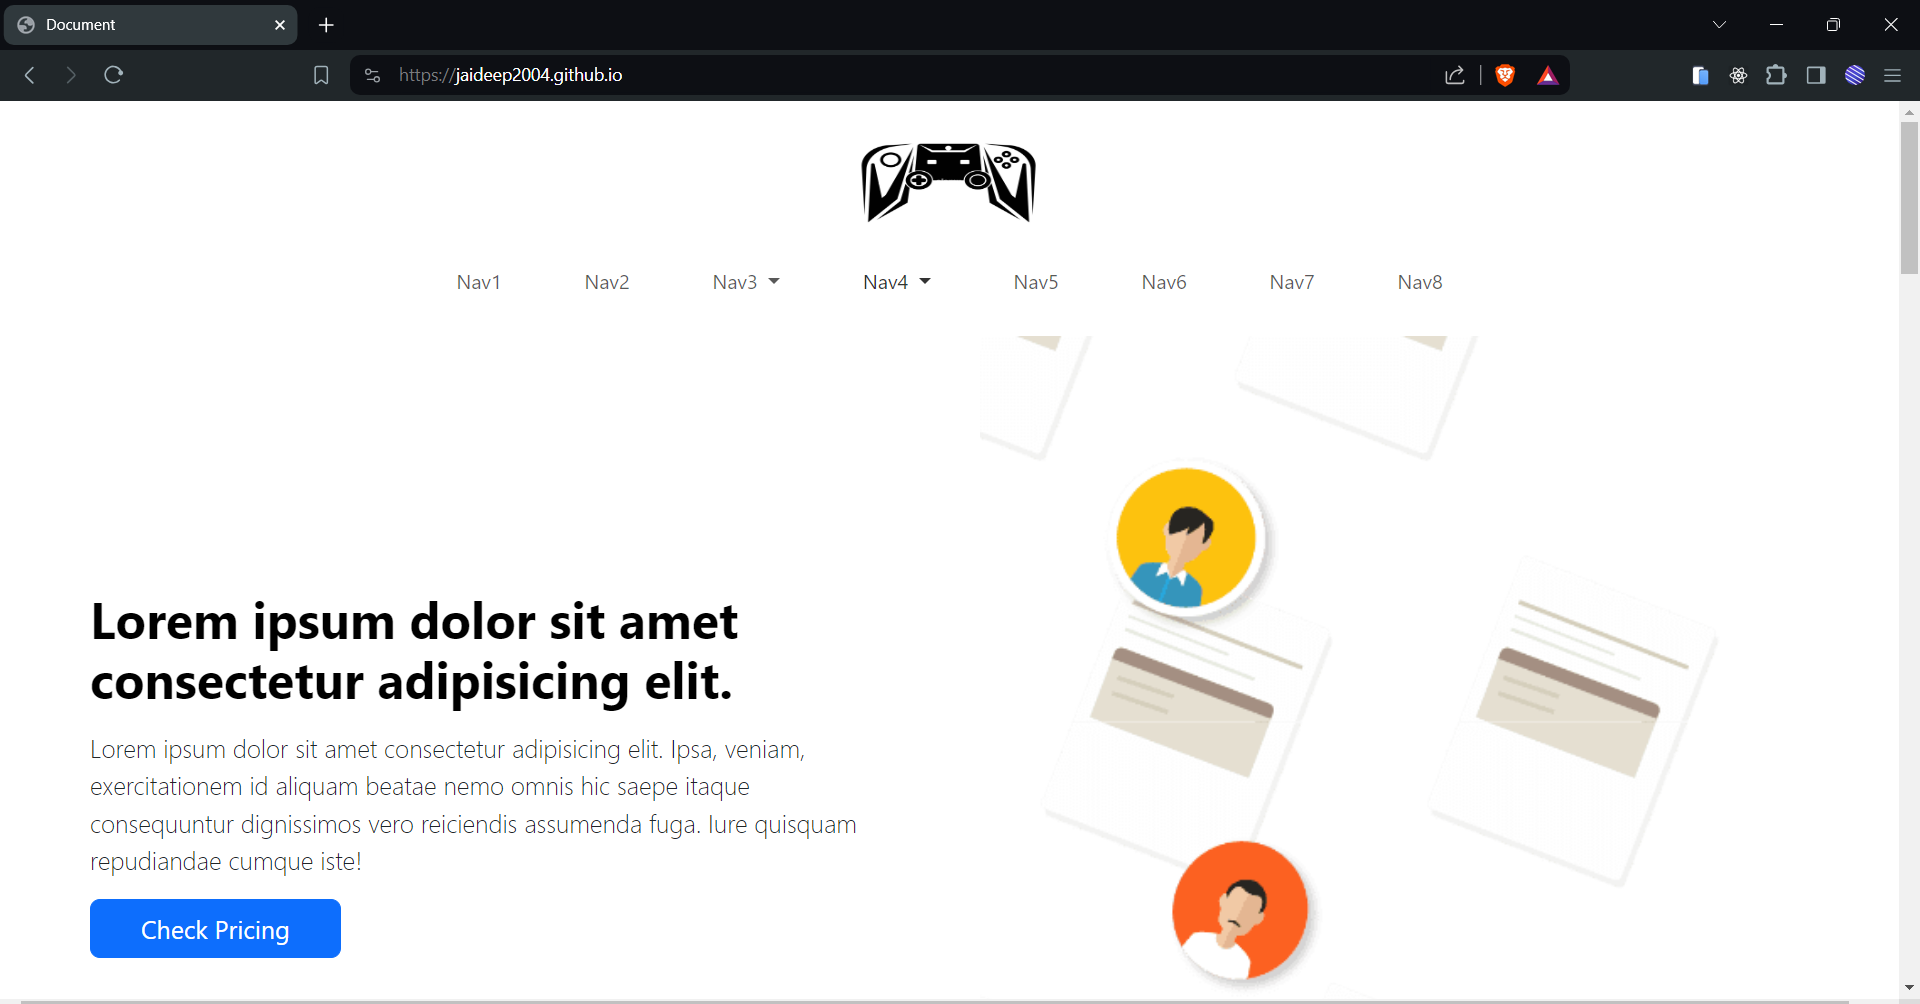 Document
https://jaideep2004.github.io
Nav1 Nav2 Nav3 Nav4 Nav5 Nav6 Nav7 Nav8
Lorem ipsum dolor sit amet
consectetur adipisicing elit.
Lorem ipsum dolor sit amet consectetur adipisicing elit. Ipsa, veniam,
exercitationem id aliquam beatae nemo omnis hic saepe itaque
consequuntur dignissimos vero reiciendis assumenda fuga. Iure quisquam
repudiandae cumque iste!
Check Pricing